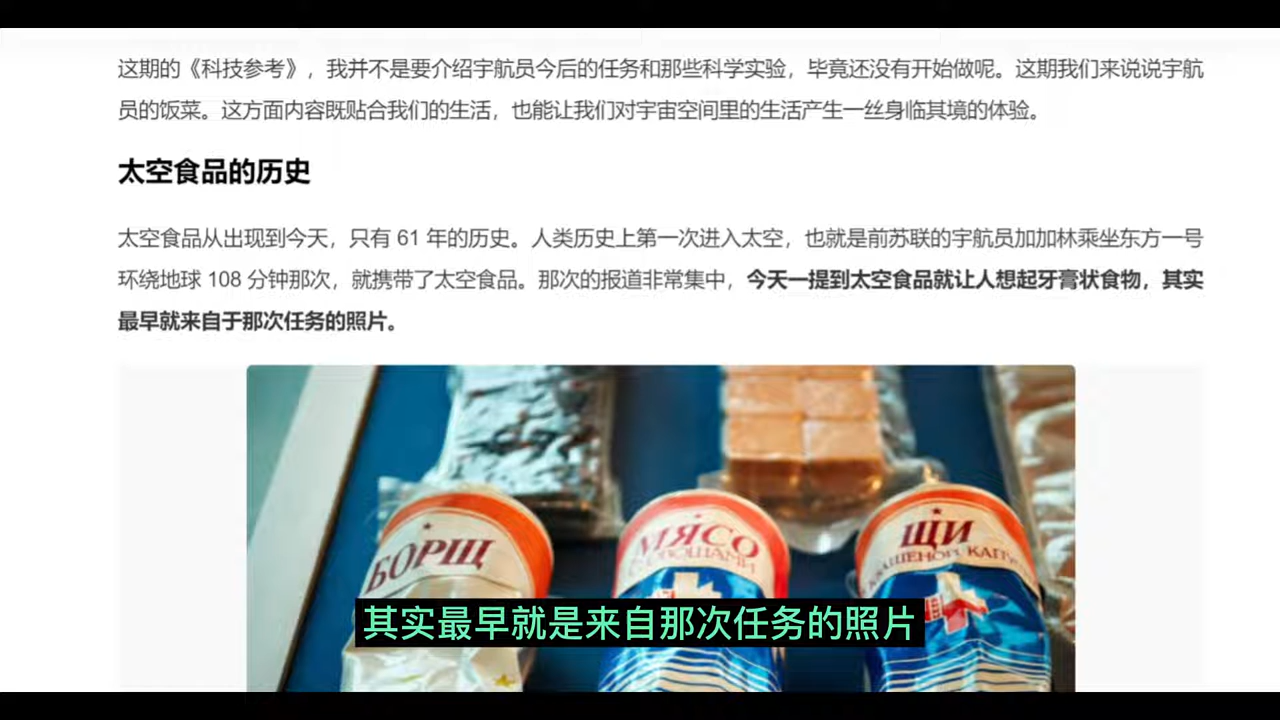 这期的《科技参考》，我并不是要介绍宇航员今后的任务和那些科学实验，毕竟还没有开始做呢。这期我们来说说宇航
员的饭菜。这方面内容既贴合我们的生活，也能让我们对宇宙空间里的生活产生一丝身临其境的体验。
太空食品的历史
太空食品从出现到今天，只有 61 年的历史。人类历史上第一次进入太空，也就是前苏联的宇航员加加林乘坐东方一号
环绕地球 108 分钟那次，就携带了太空食品。那次的报道非常集中，今天一提到太空食品就让人想起牙膏状食物，其实
最早就来自于那次任务的照片。
БОРЩ
МЯСО
С ОВОЩАМИ
ЩИ
其实最早就是来自那次任务的照片